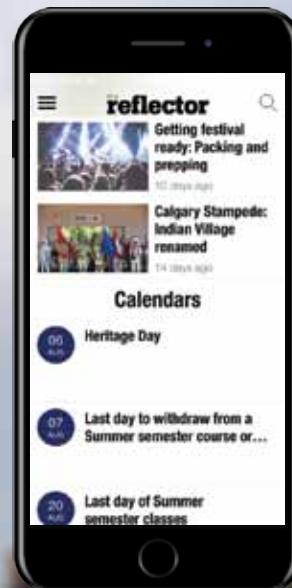 the
reflector
Getting festival
ready: Packing and
prepping
10 days ago
Calgary Stampede:
Indian Village
renamed
14 days ago
Calendars
06
AUG
Heritage Day
07
AUG
Last day to withdraw from a
Summer semester course or…
20
AUG
Last day of Summer
semester classes